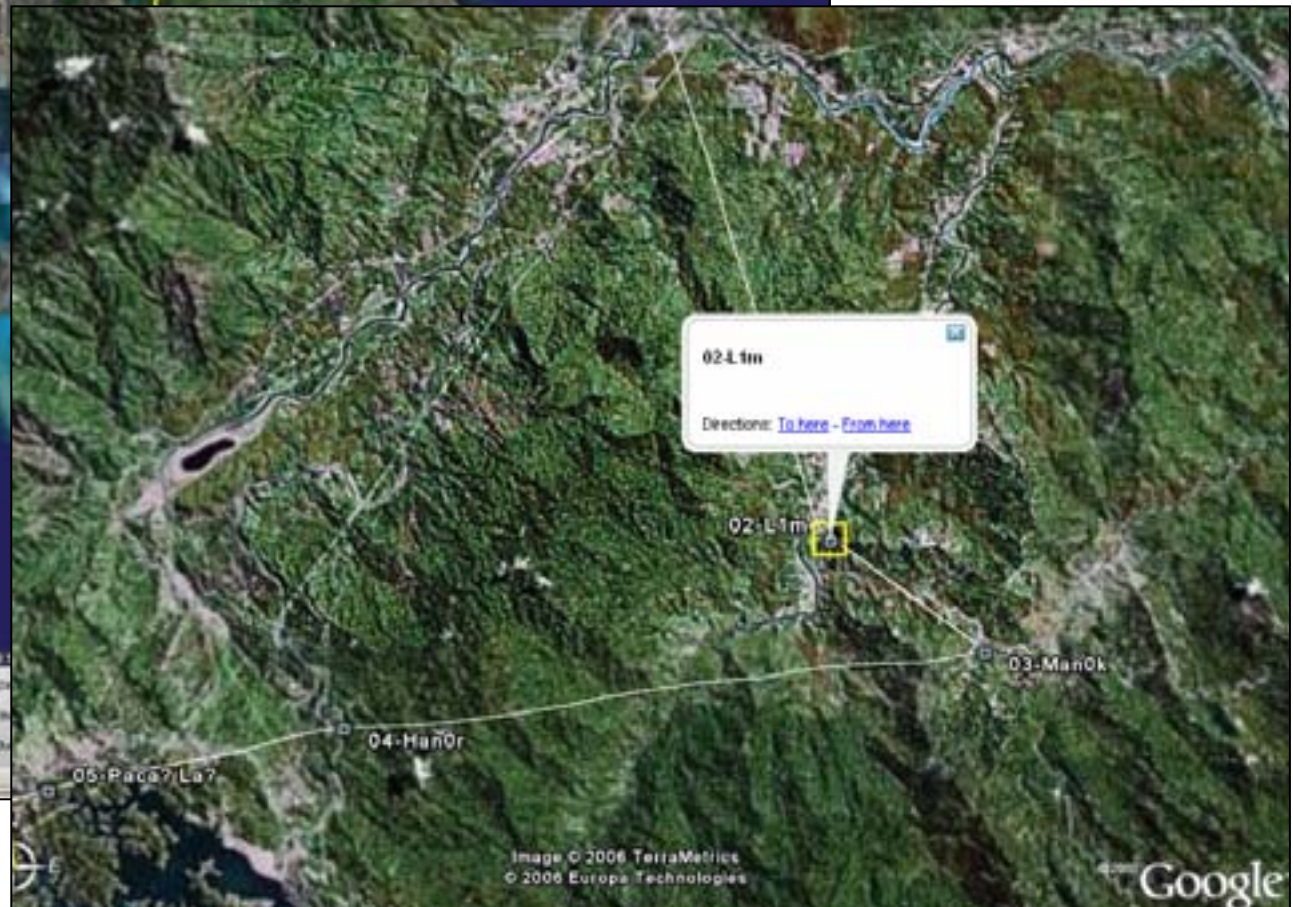 02-L1m
Directions: To here - From here
02-L1m
03-Man0k
04-Han0r
05-Paca? La?
Image © 2006 TerraMetrics
© 2006 Europa Technologies
Google
E